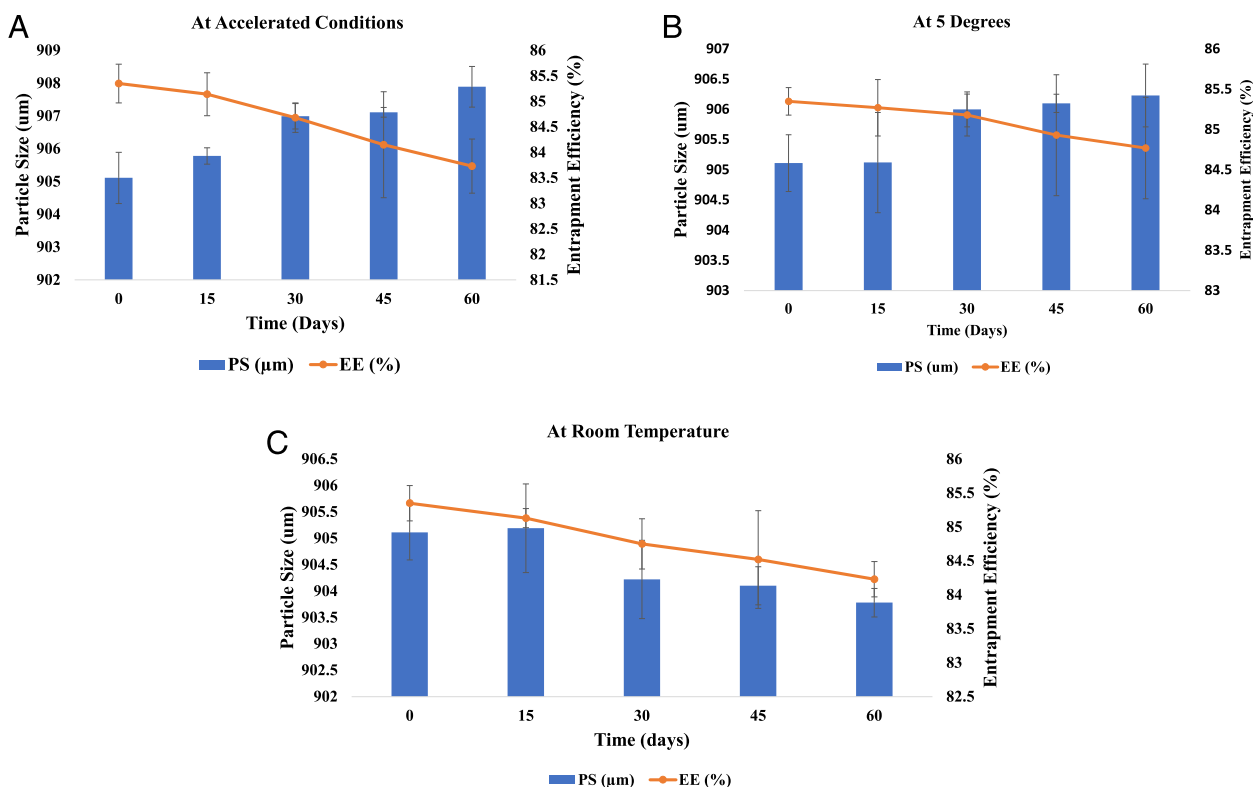 A
At Accelerated Conditions
Particle Size (um)
909
908
907
906
905
904
903
902
86
85.5
85
84.5
84
83.5
83
82.5
82
81.5
Entrapment Efficiency (%)
0 15 30 45 60
Time (Days)
PS (μm) EE (%)
B
At 5 Degrees
Particle Size (um)
907
906.5
906
905.5
905
904.5
904
903.5
903
86
85.5
85
84.5
84
83.5
83
Entrapment Efficiency (%)
0 15 30 45 60
Time (Days)
PS (um) EE (%)
C
At Room Temperature
Particle Size (um)
906.5
906
905.5
905
904.5
904
903.5
903
902.5
902
86
85.5
85
84.5
84
83.5
83
82.5
Entrapment Efficiency (%)
0 15 30 45 60
Time (days)
PS (μm) EE (%)